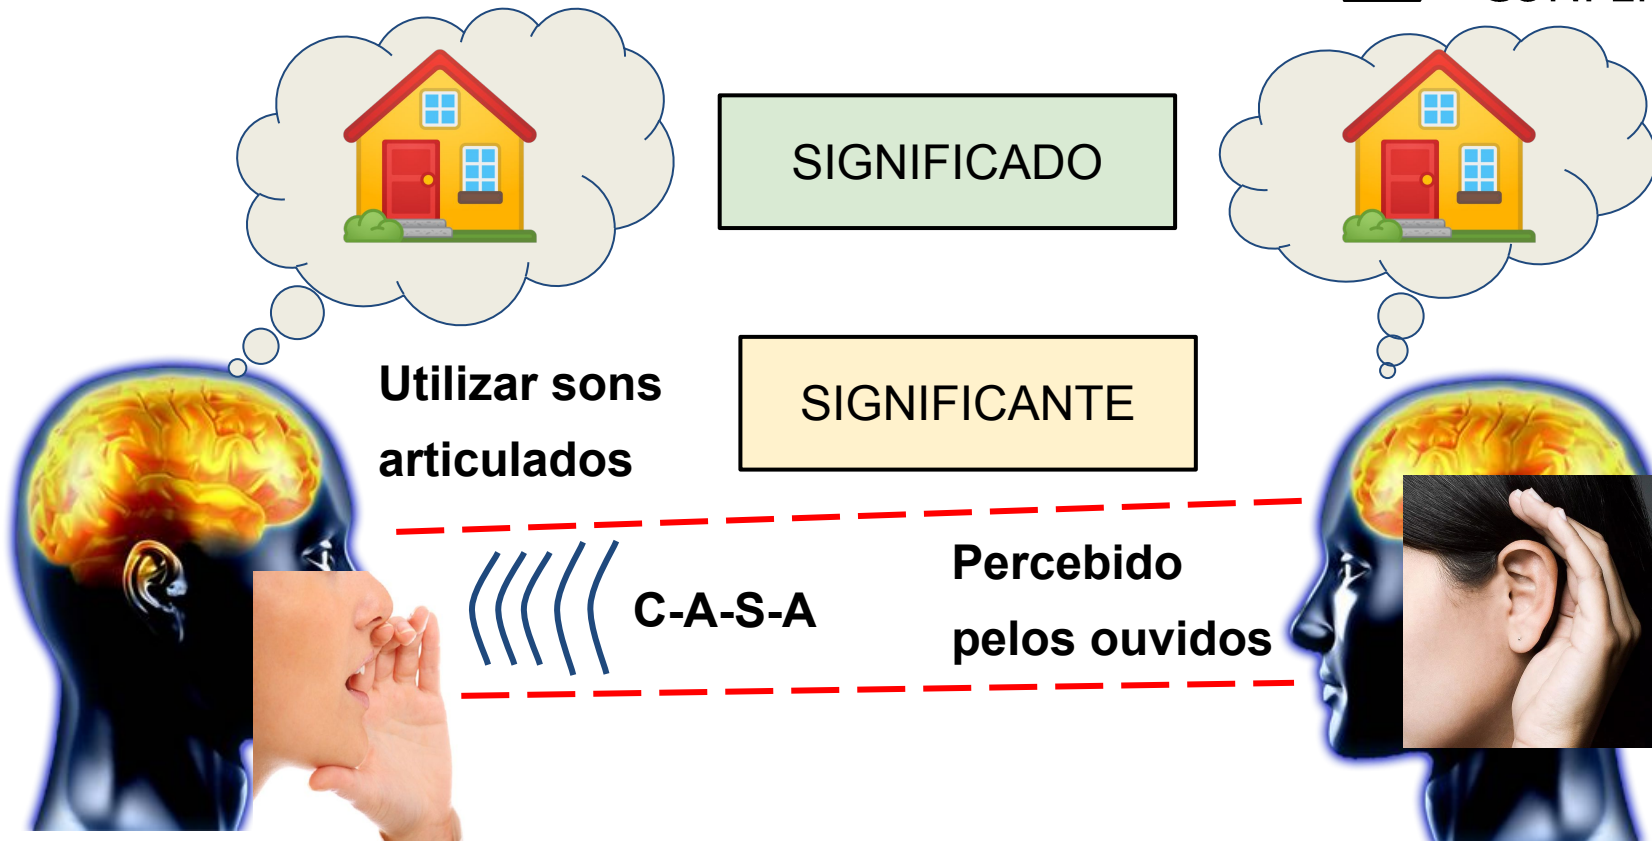 SIGNIFICADO
Utilizar sons
articulados
SIGNIFICANTE
C-A-S-A
Percebido
pelos ouvidos